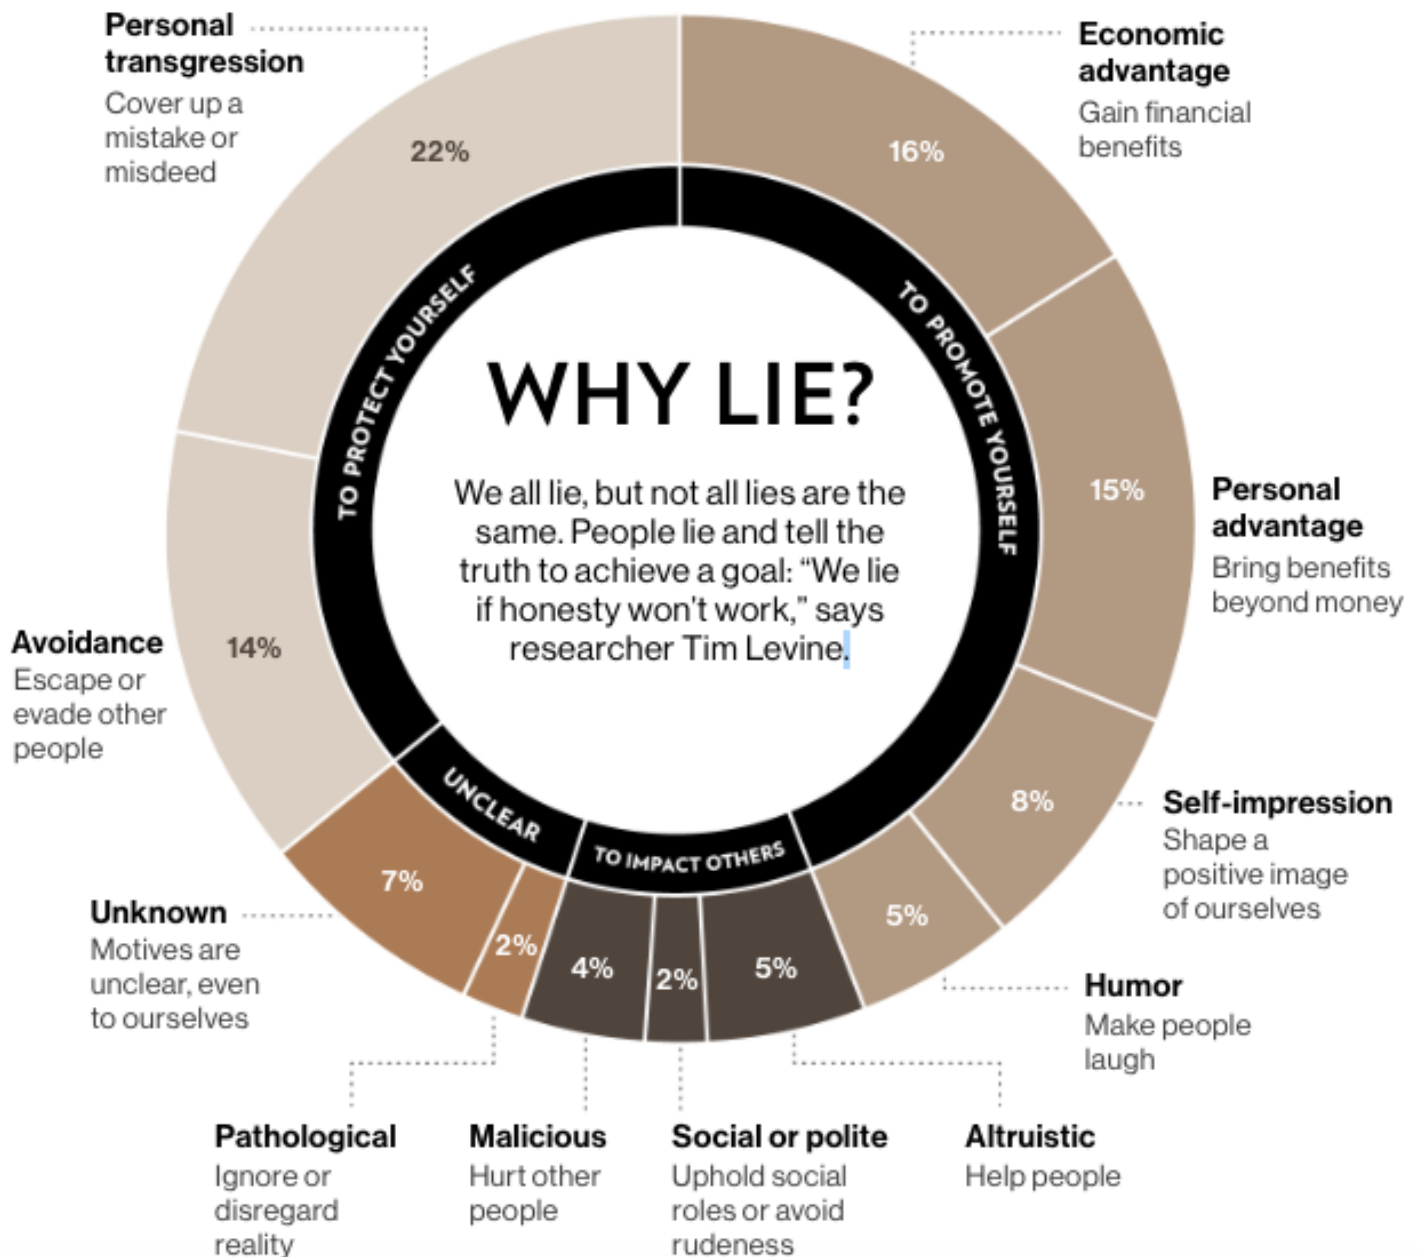 Personal
transgression
Cover up a
mistake or
misdeed
22%
Economic
advantage
Gain financial
benefits
16%
TO PROTECT YOURSELF
TO PROMOTE YOURSELF
WHY LIE?
We all lie, but not all lies are the
same. People lie and tell the
truth to achieve a goal: “We lie
if honesty won't work,” says
researcher Tim Levine.
15%
Personal
advantage
Bring benefits
beyond money
Avoidance
Escape or
evade other
people
14%
8%
Self-impression
Shape a
positive image
of ourselves
UNCLEAR
TO IMPACT OTHERS
7%
Unknown
Motives are
unclear, even
to ourselves
2%
4%
2%
5%
5%
Humor
Make people
laugh
Pathological
Ignore or
disregard
reality
Malicious
Hurt other
people
Social or polite
Uphold social
roles or avoid
rudeness
Altruistic
Help people